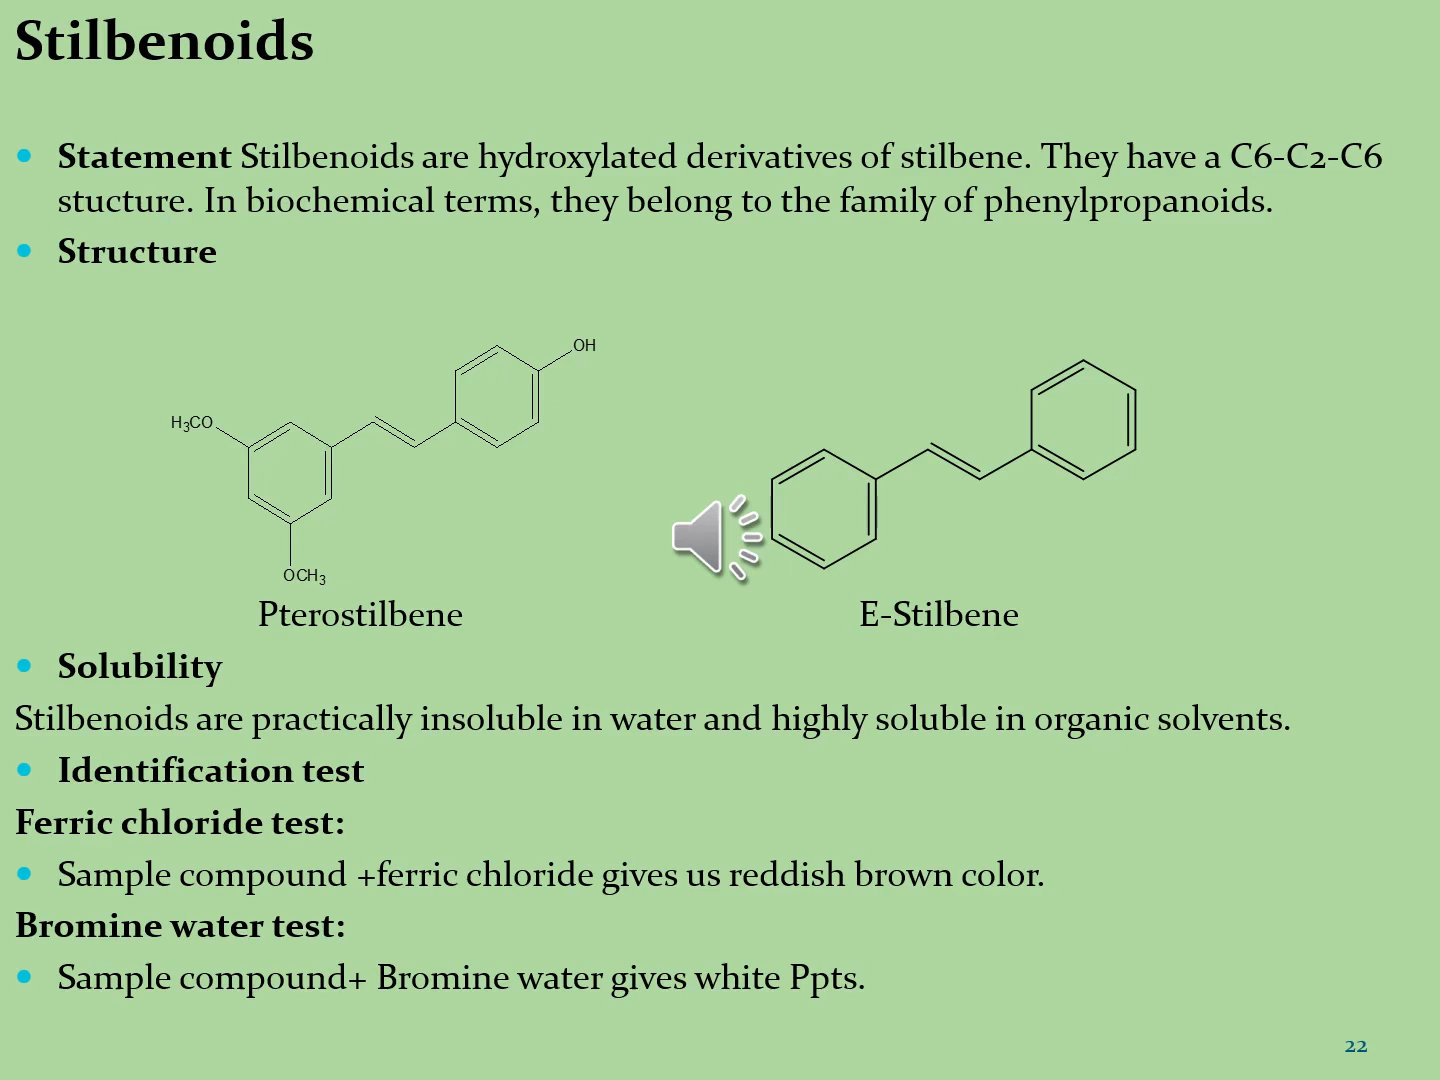 Stilbenoids
• Statement Stilbenoids are hydroxylated derivatives of stilbene. They have a C6-C2-C6
stucture. In biochemical terms, they belong to the family of phenylpropanoids.
• Structure
OH
H3CO
OCH3
Pterostilbene E-Stilbene
• Solubility
Stilbenoids are practically insoluble in water and highly soluble in organic solvents.
• Identification test
Ferric chloride test:
• Sample compound +ferric chloride gives us reddish brown color.
Bromine water test:
• Sample compound+ Bromine water gives white Ppts.
22